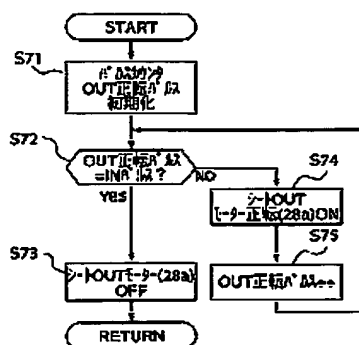 START
S71
パルスカウンタ
OUT正転パルス
初期化
S72
OUT正転パルス
=INパルス?
YES
NO
S74
シートOUT
モーター正転(28a)ON
S75
OUT正転パルス++
S73
シートOUTモーター(28a)
OFF
RETURN